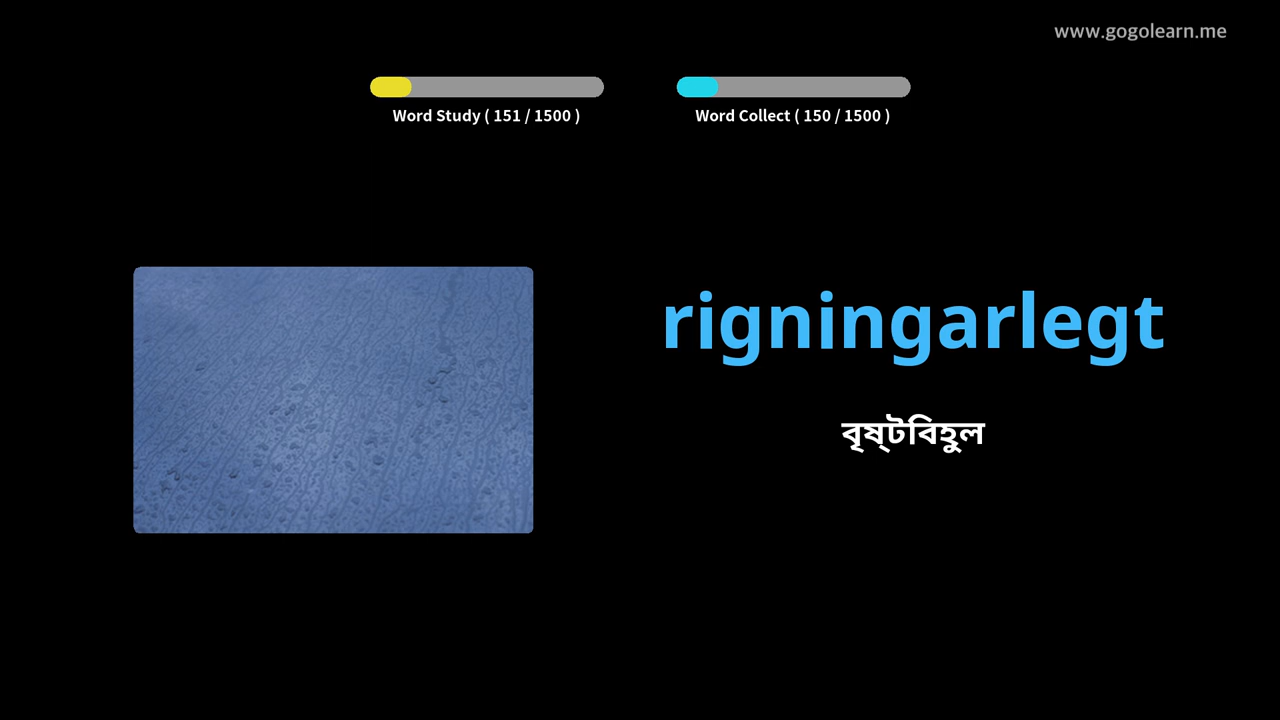 www.gogolearn.me
Word Study ( 151 / 1500 )
Word Collect ( 150 / 1500 )
rigningarlegt
বৃষ্টবিহুল